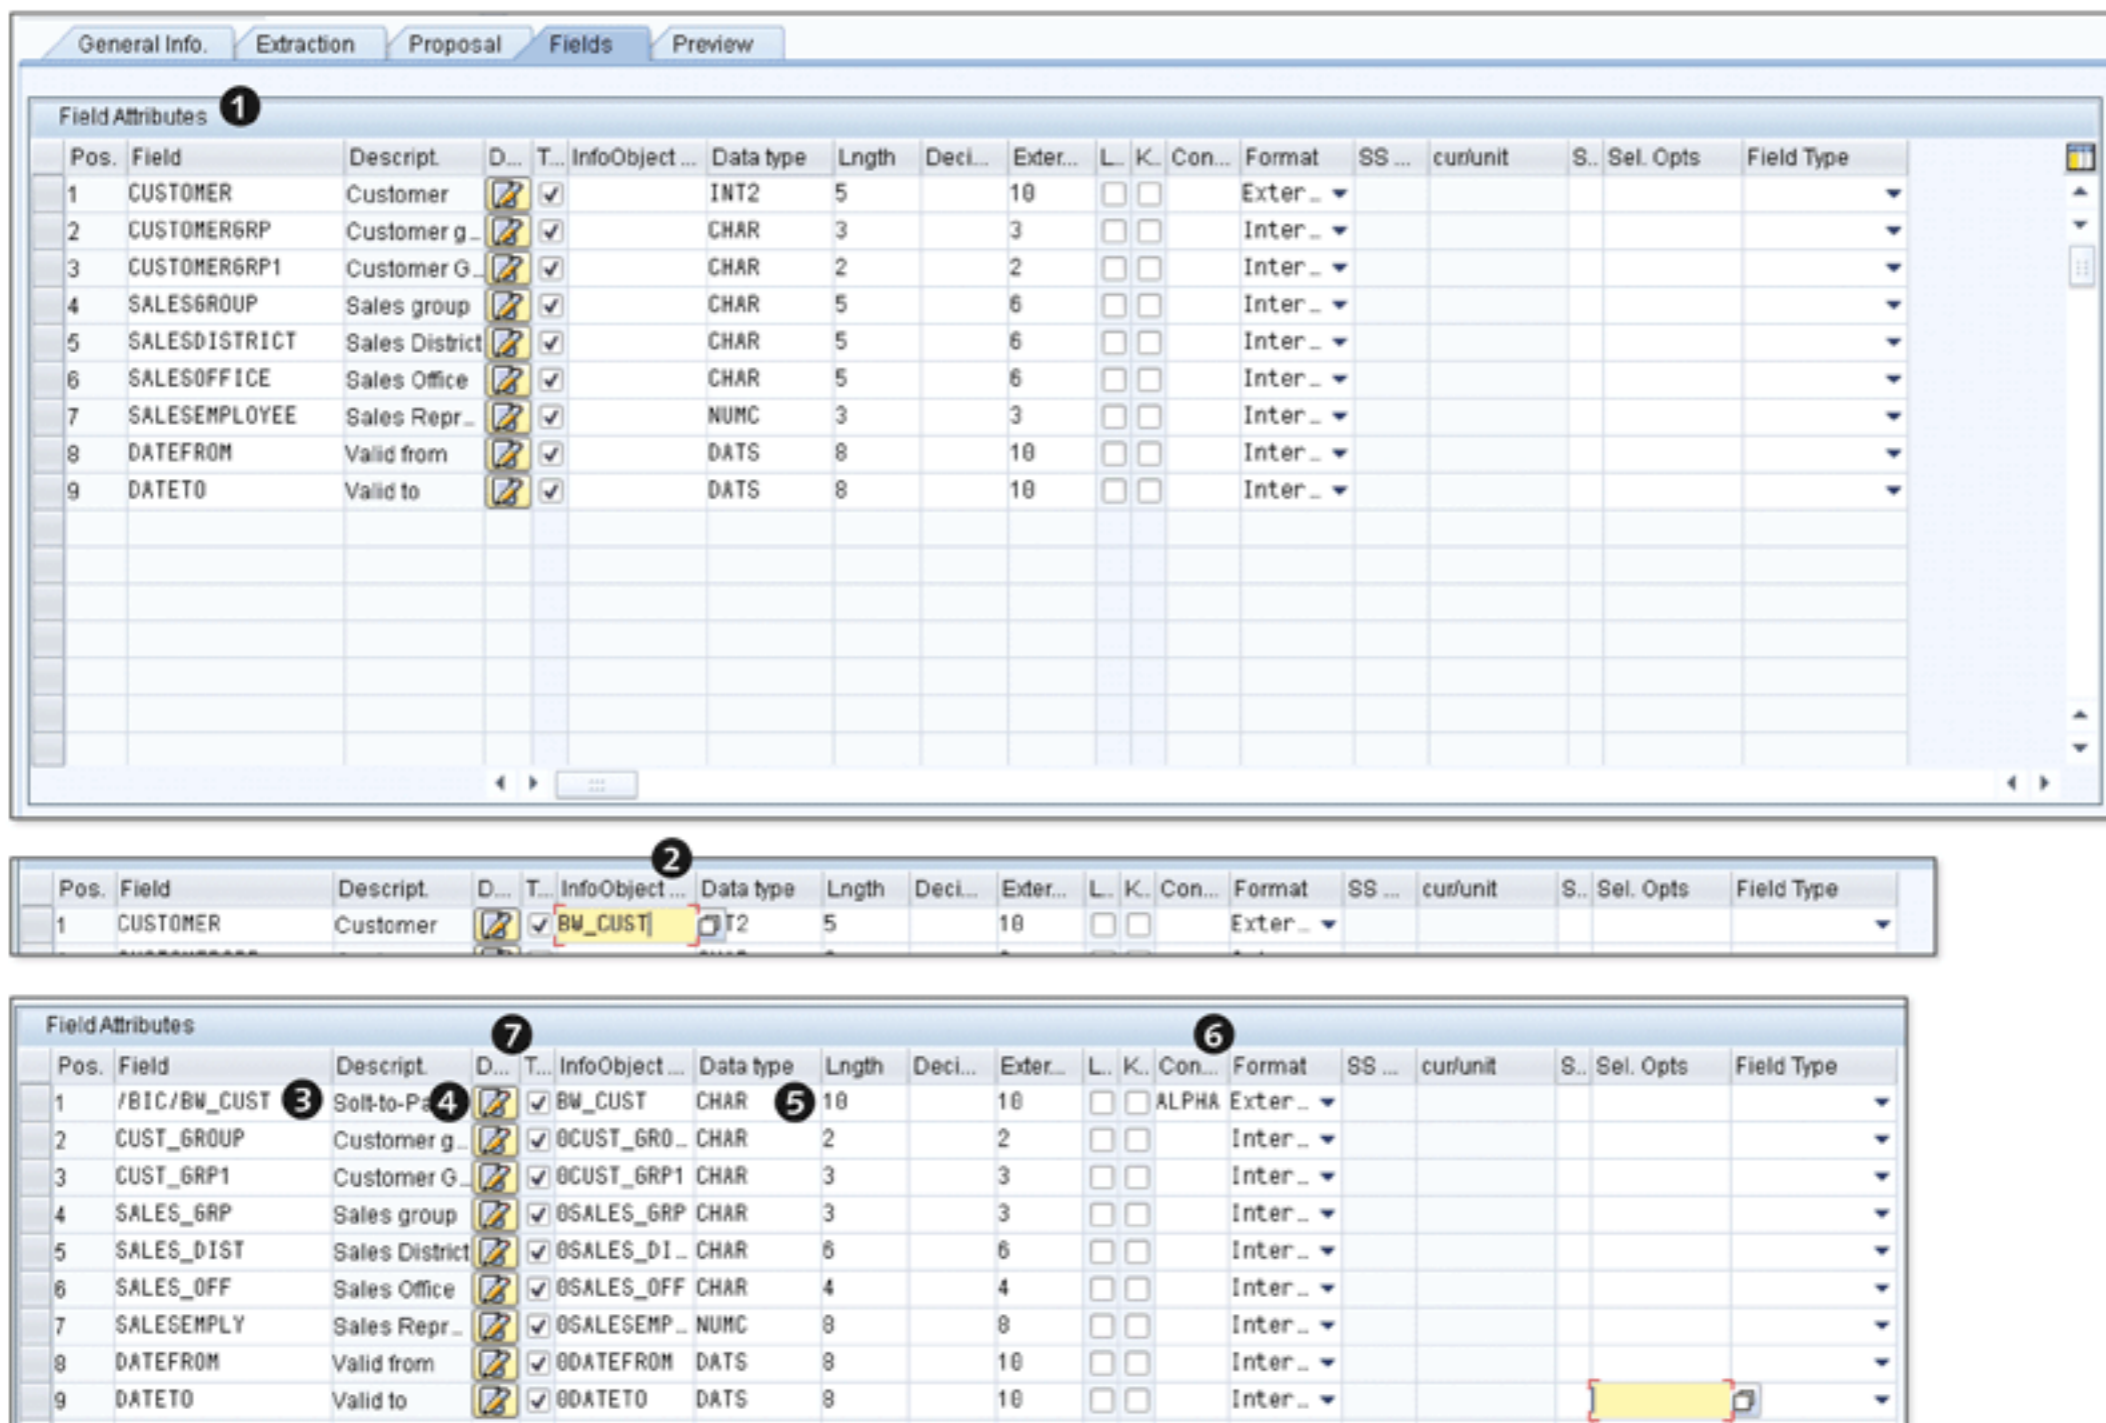 General Info. Extraction Proposal Fields Preview
Field Attributes 1
Pos. Field Descript. D... T... InfoObject ... Data type Lngth Deci... Exter... L.. K.. Con... Format SS ... cur/unit S.. Sel. Opts Field Type
1 CUSTOMER Customer INT2 5 10 Exter…
2 CUSTOMERGRP Customer g… CHAR 3 3 Inter…
3 CUSTOMERGRP1 Customer G… CHAR 2 2 Inter…
4 SALESGROUP Sales group CHAR 5 6 Inter…
5 SALESDISTRICT Sales District CHAR 5 6 Inter…
6 SALESOFFICE Sales Office CHAR 5 6 Inter…
7 SALESEMPLOYEE Sales Repr… NUMC 3 3 Inter…
8 DATEFROM Valid from DATS 8 10 Inter…
9 DATETO Valid to DATS 8 10 Inter…
2
Pos. Field Descript. D... T... InfoObject ... Data type Lngth Deci... Exter... L.. K.. Con... Format SS ... cur/unit S.. Sel. Opts Field Type
1 CUSTOMER Customer BW_CUST T2 5 10 Exter…
Field Attributes 7 6
Pos. Field Descript. D... T... InfoObject ... Data type Lngth Deci... Exter... L.. K.. Con... Format SS ... cur/unit S.. Sel. Opts Field Type
1 /BIC/BW_CUST 3 Solt-to-Pa 4 BW_CUST CHAR 5 10 10 ALPHA Exter…
2 CUST_GROUP Customer g… 0CUST_GRO… CHAR 2 2 Inter…
3 CUST_GRP1 Customer G… 0CUST_GRP1 CHAR 3 3 Inter…
4 SALES_GRP Sales group 0SALES_GRP CHAR 3 3 Inter…
5 SALES_DIST Sales District 0SALES_DI… CHAR 6 6 Inter…
6 SALES_OFF Sales Office 0SALES_OFF CHAR 4 4 Inter…
7 SALESEMPLY Sales Repr… 0SALESEMP… NUMC 8 8 Inter…
8 DATEFROM Valid from 0DATEFROM DATS 8 10 Inter…
9 DATETO Valid to 0DATETO DATS 8 10 Inter…